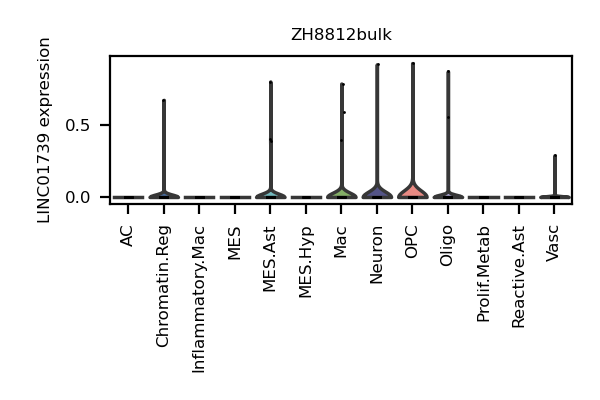 ZH8812bulk
LINC01739 expression
0.5
0.0
AC
Chromatin.Reg
Inflammatory.Mac
MES
MES.Ast
MES.Hyp
Mac
Neuron
OPC
Oligo
Prolif.Metab
Reactive.Ast
Vasc